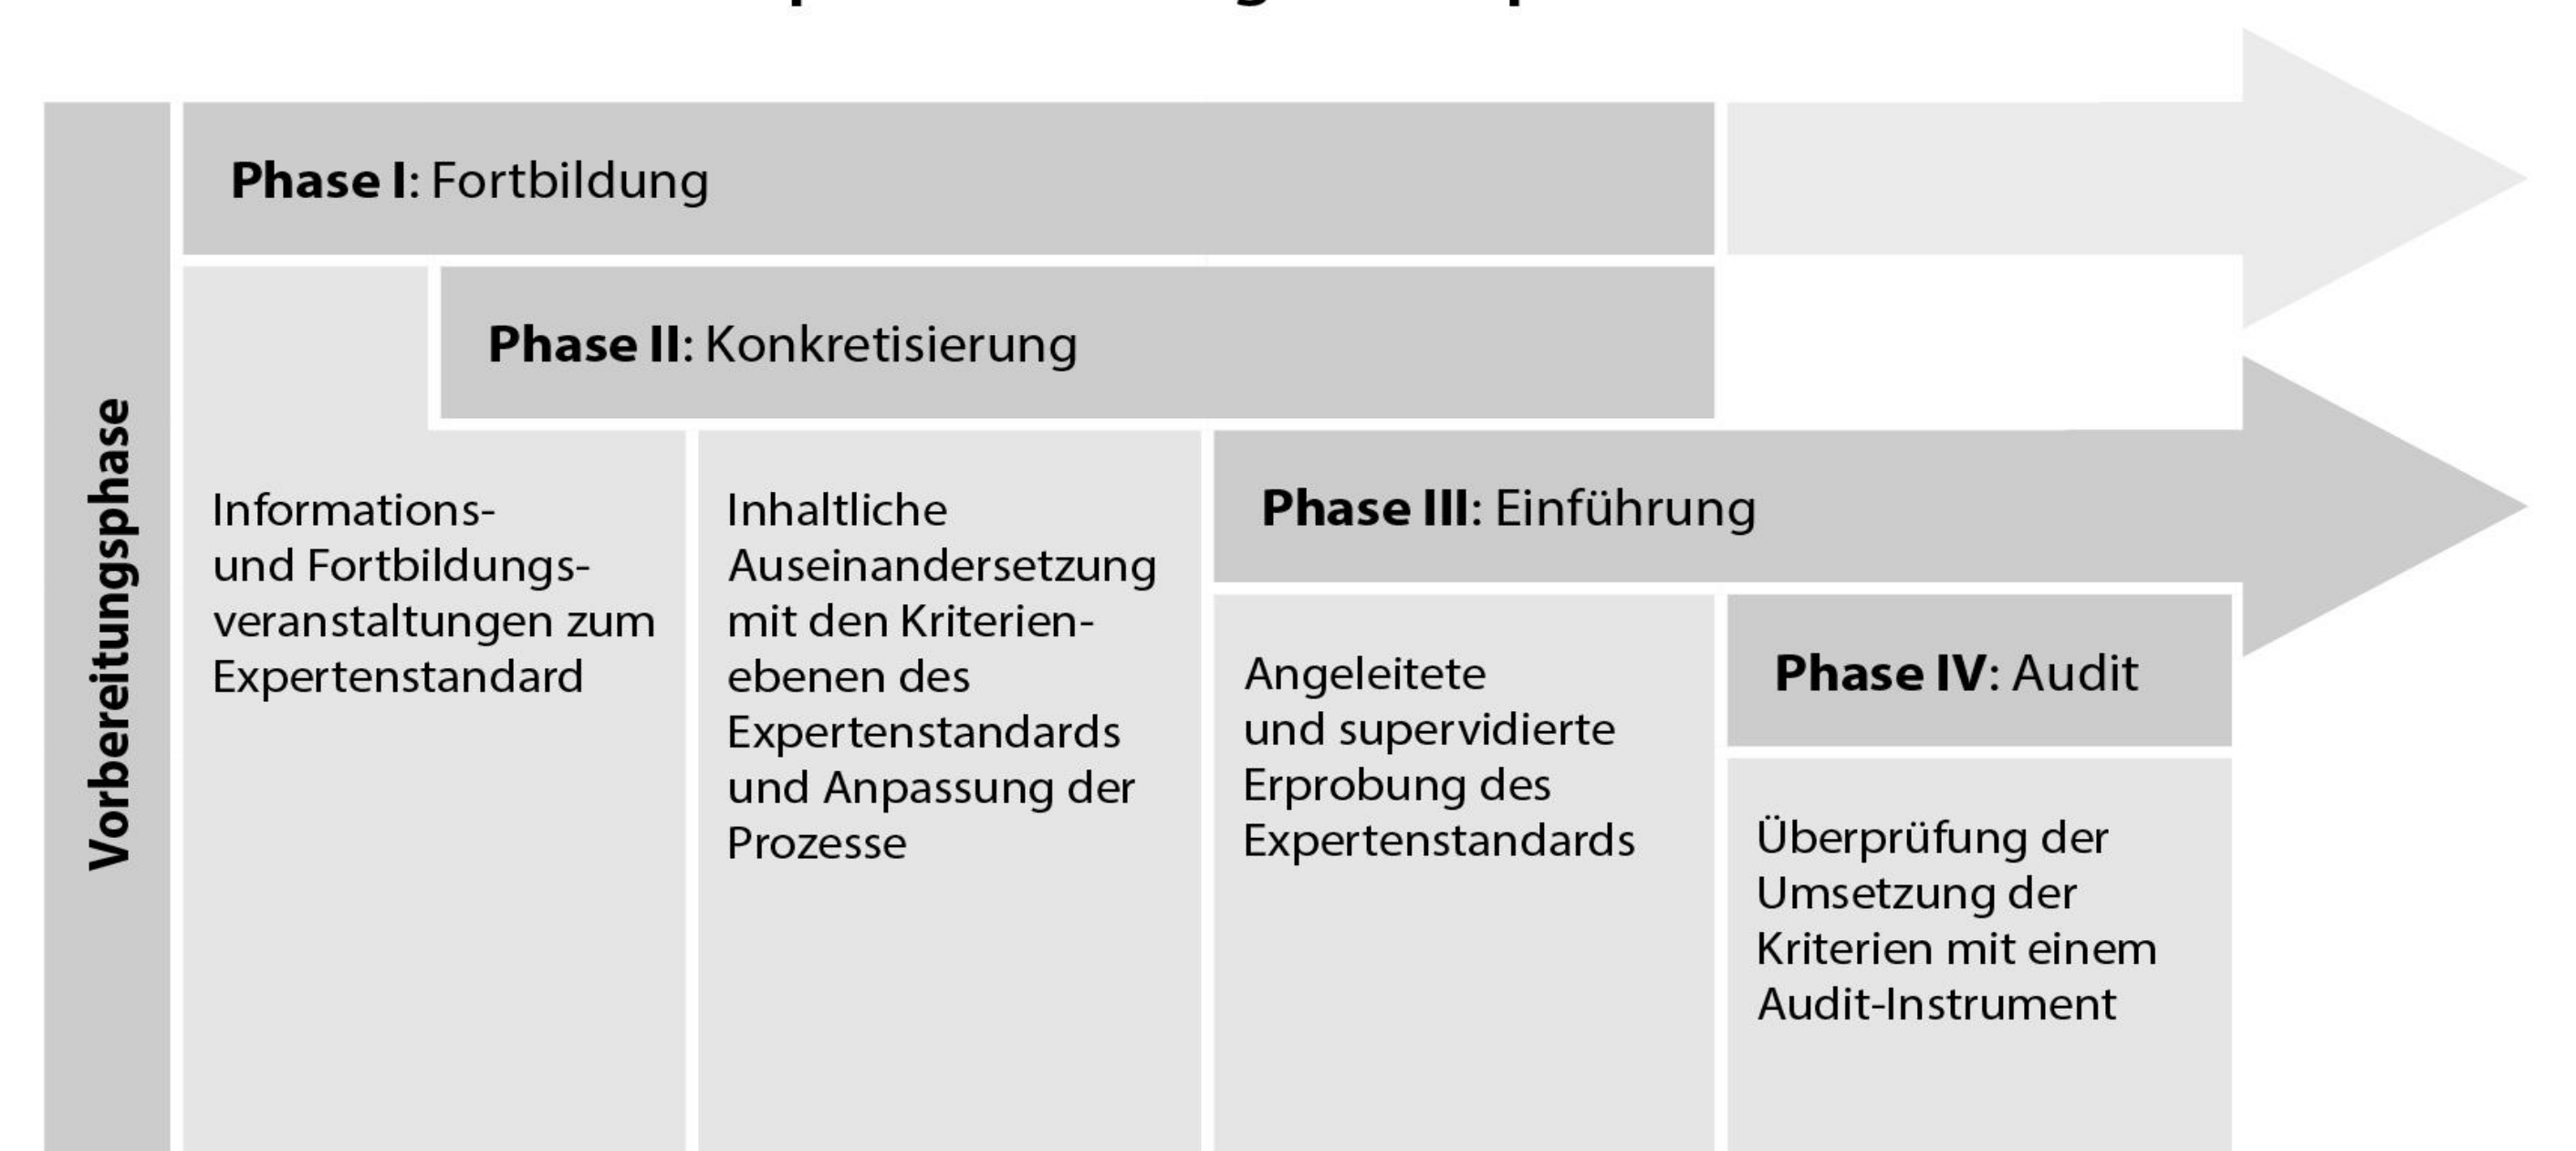 Vorbereitungsphase
Phase I: Fortbildung
Phase II: Konkretisierung
Informations-
und Fortbildungs-
veranstaltungen zum
Expertenstandard
Inhaltliche
Auseinandersetzung
mit den Kriterien-
ebenen des
Expertenstandards
und Anpassung der
Prozesse
Phase III: Einführung
Angeleitete
und supervidierte
Erprobung des
Expertenstandards
Phase IV: Audit
Überprüfung der
Umsetzung der
Kriterien mit einem
Audit-Instrument